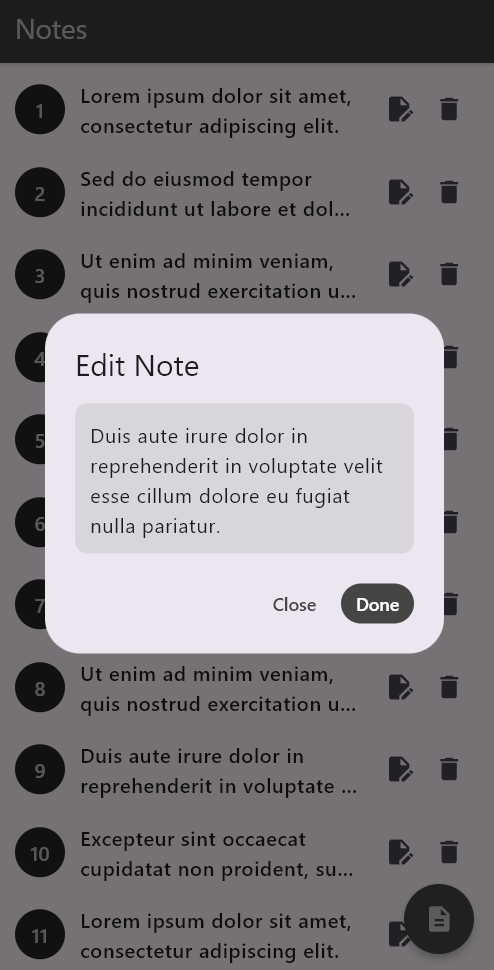 Notes
1
Lorem ipsum dolor sit amet,
consectetur adipiscing elit.
2
Sed do eiusmod tempor
incididunt ut labore et dol...
3
Ut enim ad minim veniam,
quis nostrud exercitation u...
4
5
6
7
Edit Note
Duis aute irure dolor in
reprehenderit in voluptate velit
esse cillum dolore eu fugiat
nulla pariatur.
Close
Done
8
Ut enim ad minim veniam,
quis nostrud exercitation u...
9
Duis aute irure dolor in
reprehenderit in voluptate ...
10
Excepteur sint occaecat
cupidatat non proident, su...
11
Lorem ipsum dolor sit amet,
consectetur adipiscing elit.